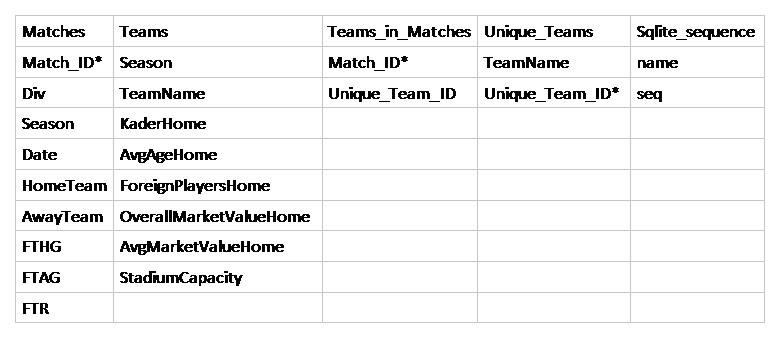 Matches Teams Teams_in_Matches Unique_Teams Sqlite_sequence
Match_ID* Season Match_ID* TeamName name
Div TeamName Unique_Team_ID Unique_Team_ID* seq
Season KaderHome
Date AvgAgeHome
HomeTeam ForeignPlayersHome
AwayTeam OverallMarketValueHome
FTHG AvgMarketValueHome
FTAG StadiumCapacity
FTR